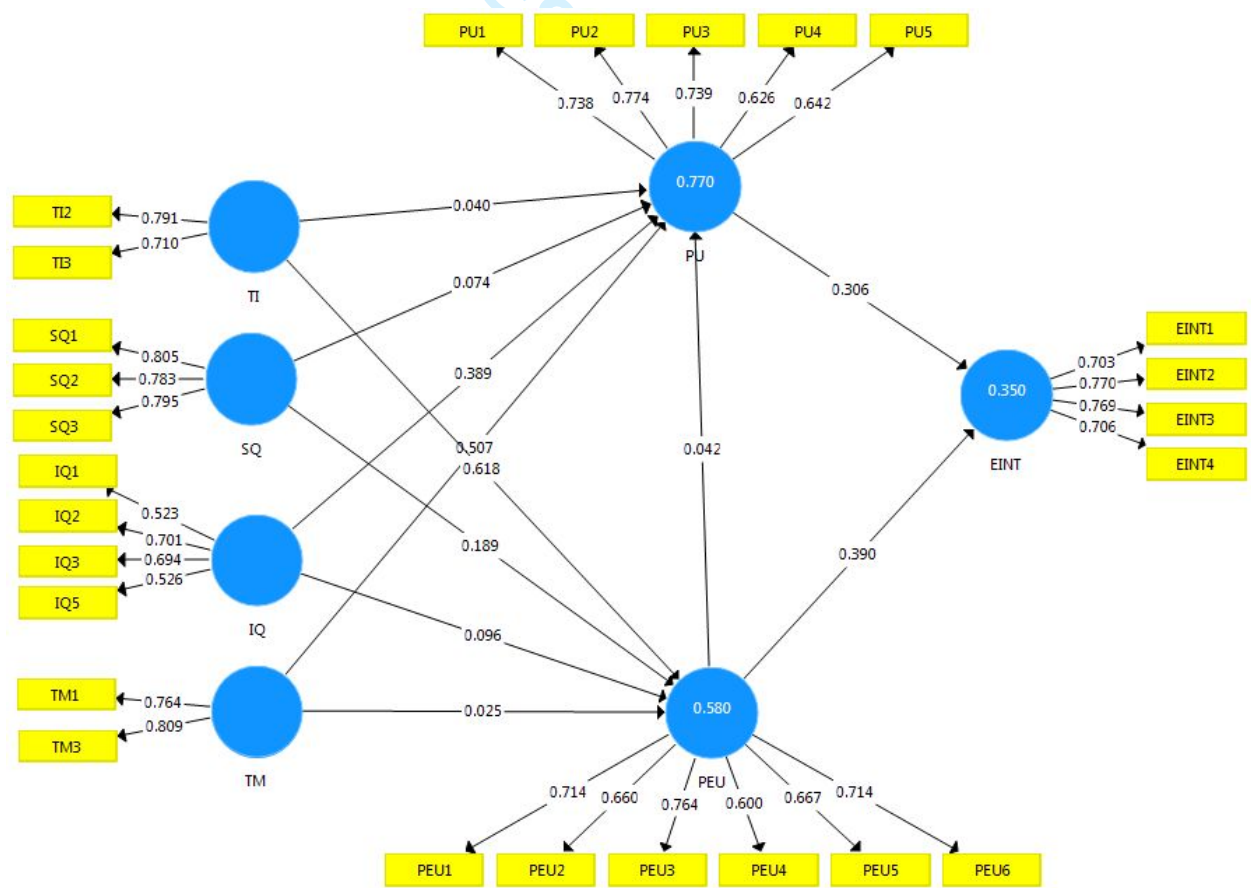 PU1 PU2 PU3 PU4 PU5
0.738 0.774 0.739 0.626 0.642
0.770
PU
TI2 0.791
TI3 0.710
TI
0.040
SQ1 0.805
SQ2 0.783
SQ3 0.795
SQ
0.074
0.306
0.389
EINT1
EINT2
EINT3
EINT4
0.703
0.770
0.769
0.706
0.350
EINT
0.507
0.618
0.042
IQ1 0.523
IQ2 0.701
IQ3 0.694
IQ5 0.526
IQ
0.189
0.390
0.096
TM1 0.764
TM3 0.809
TM
0.025
0.580
PEU
0.714 0.660 0.764 0.600 0.667 0.714
PEU1 PEU2 PEU3 PEU4 PEU5 PEU6